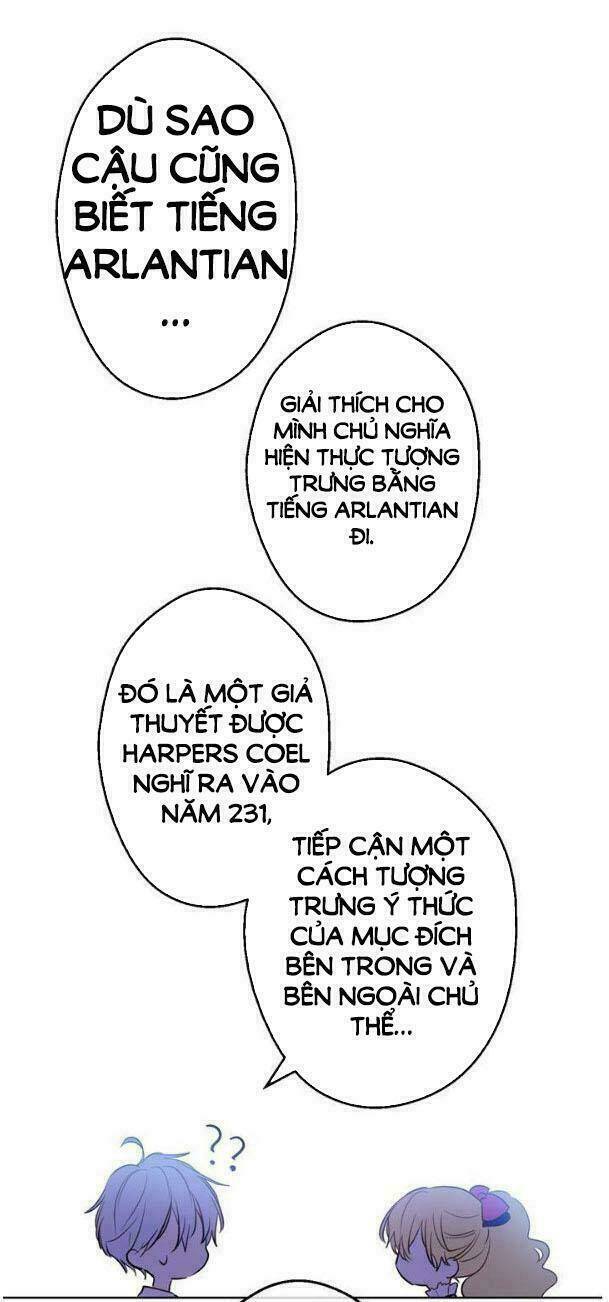 DÙ SAO
CẬU CŨNG
BIẾT TIẾNG
ARLANTIAN
...
GIẢI THÍCH CHO
MÌNH CHỦ NGHĨA
HIỆN THỰC TƯỢNG
TRƯNG BẰNG
TIẾNG ARLANTIAN
ĐI.
ĐÓ LÀ MỘT GIẢ
THUYẾT ĐƯỢC
HARPERS COEL
NGHĨ RA VÀO
NĂM 231,
TIẾP CẬN MỘT
CÁCH TƯỢNG
TRƯNG Ý THỨC
CỦA MỤC ĐÍCH
BÊN TRONG VÀ
BÊN NGOÀI CHỦ
THỂ...
??